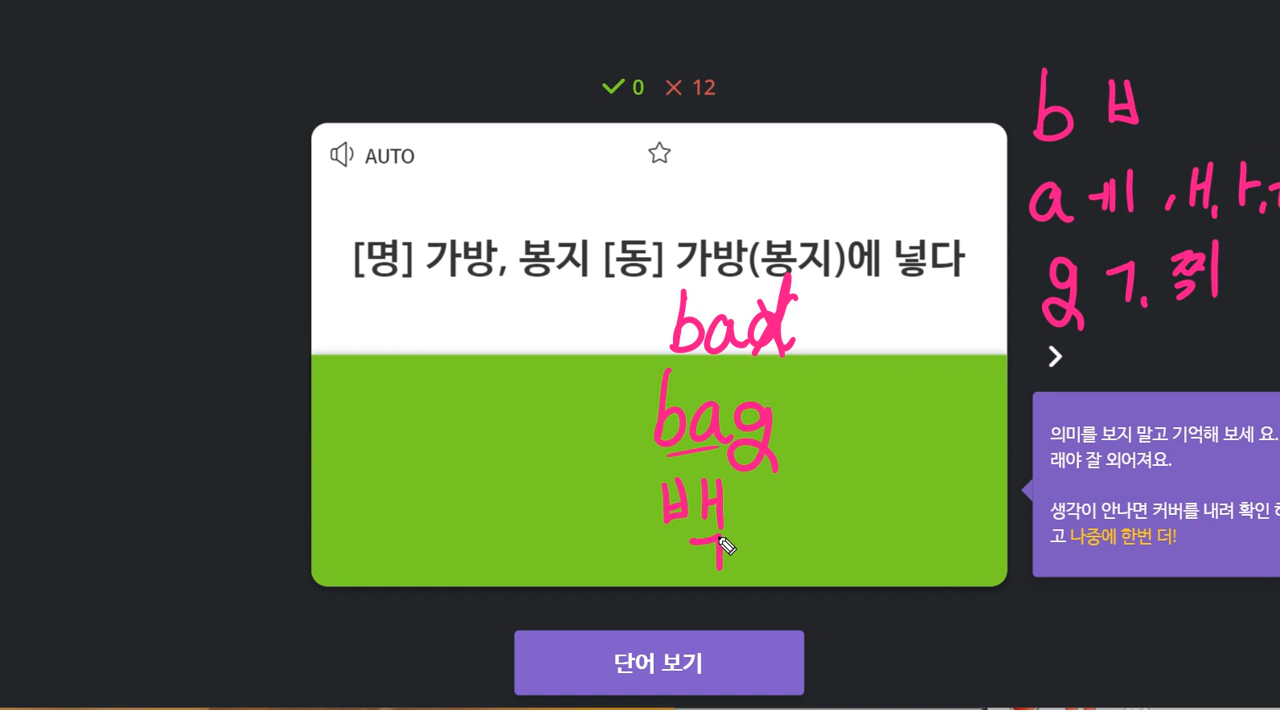 0 12
AUTO
[명] 가방, 봉지 [동] 가방(봉지)에 넣다
bad
bag
백
b ㅂ
a ㅔ, ㅐ, ㅏ,
g ㄱ.
의미를 보지 말고 기억해 보세 요.
래야 잘 외어져요.
생각이 안나면 커버를 내려 확인
고 나중에 한번 더!
단어 보기